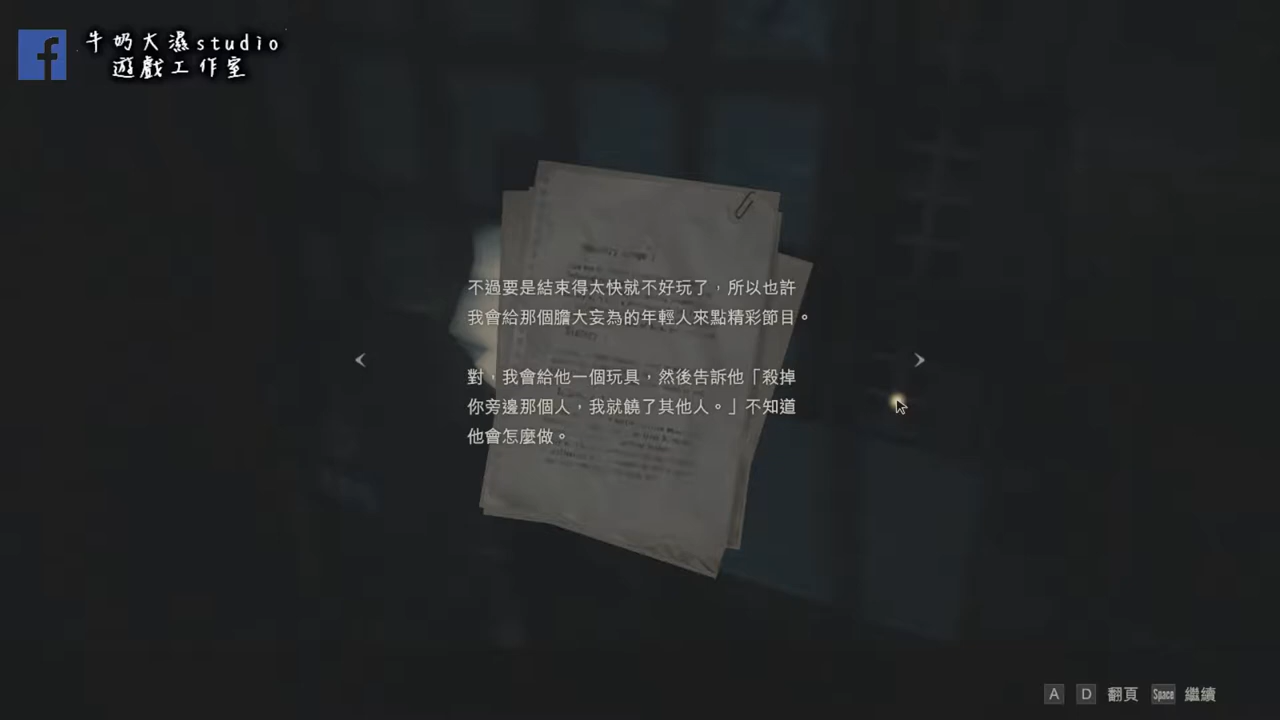 牛奶大濕studio
遊戲工作室
不過要是結束得太快就不好玩了，所以也許
我會給那個膽大妄為的年輕人來點精彩節目。
對，我會給他一個玩具，然後告訴他「殺掉
你旁邊那個人，我就饒了其他人。」不知道
他會怎麼做。
A D 翻頁 Space 繼續